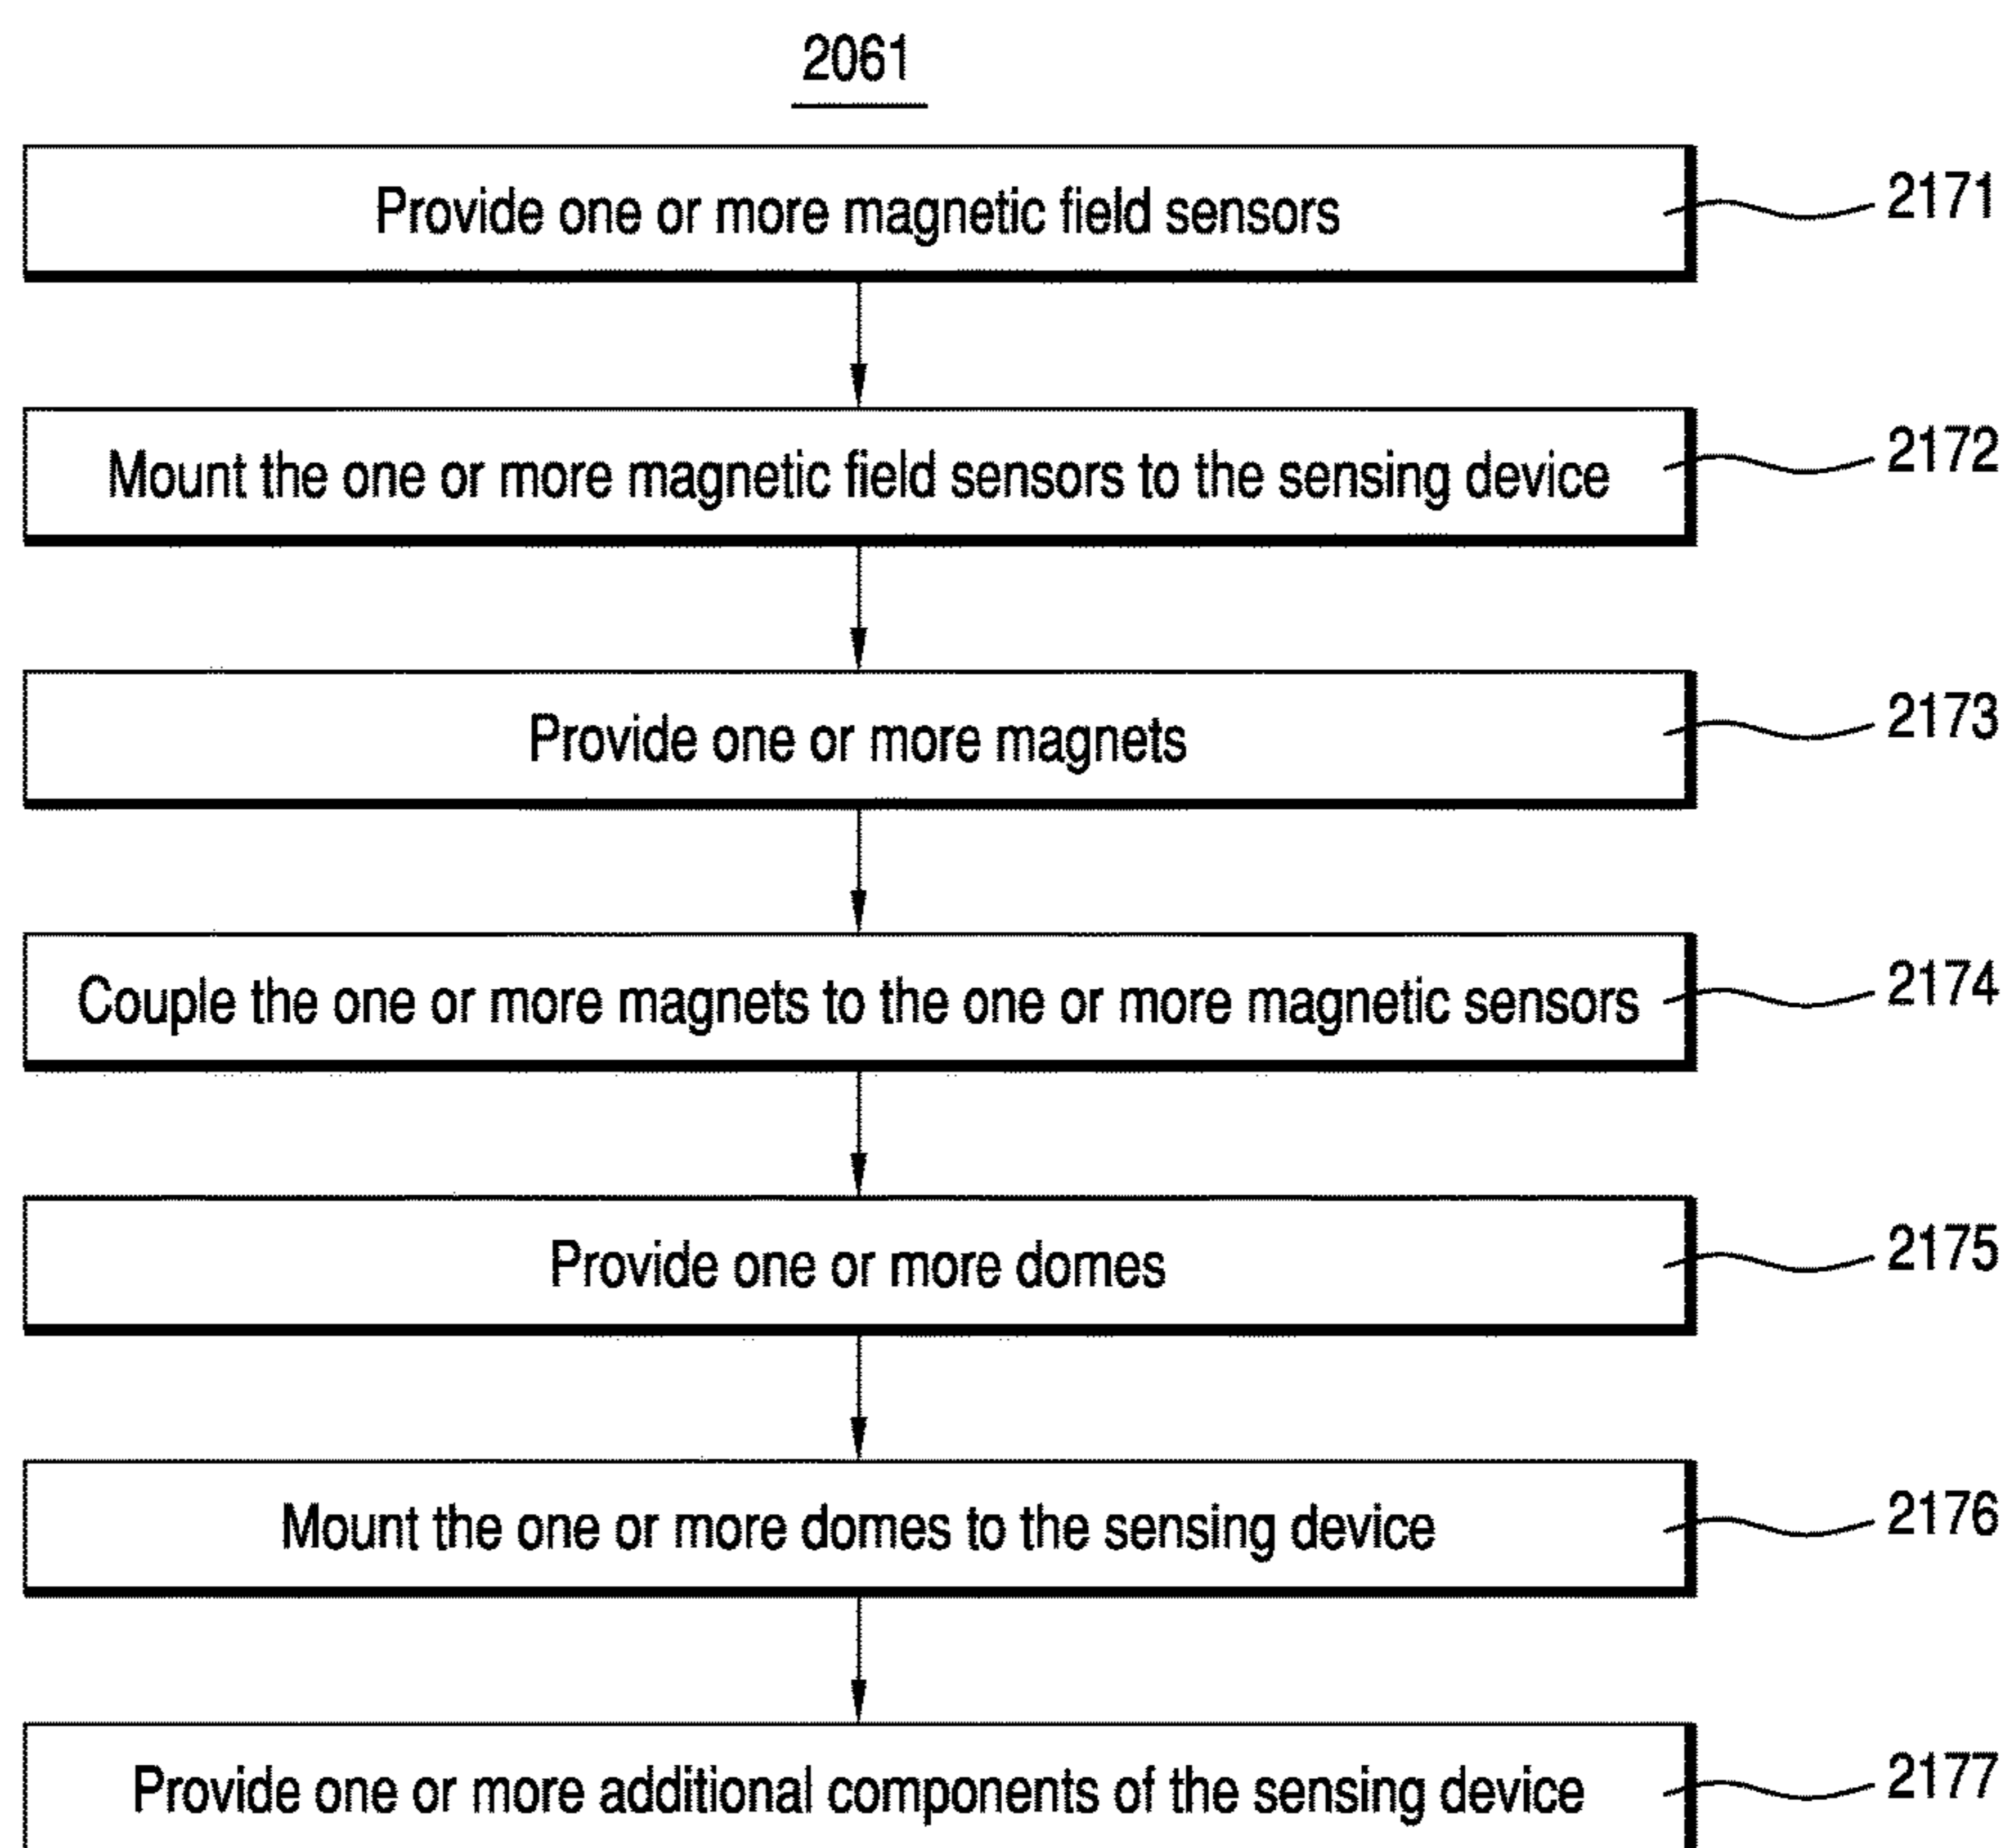 2061
Provide one or more magnetic field sensors
2171
Mount the one or more magnetic field sensors to the sensing device
2172
Provide one or more magnets
2173
Couple the one or more magnets to the one or more magnetic sensors
2174
Provide one or more domes
2175
Mount the one or more domes to the sensing device
2176
Provide one or more additional components of the sensing device
2177